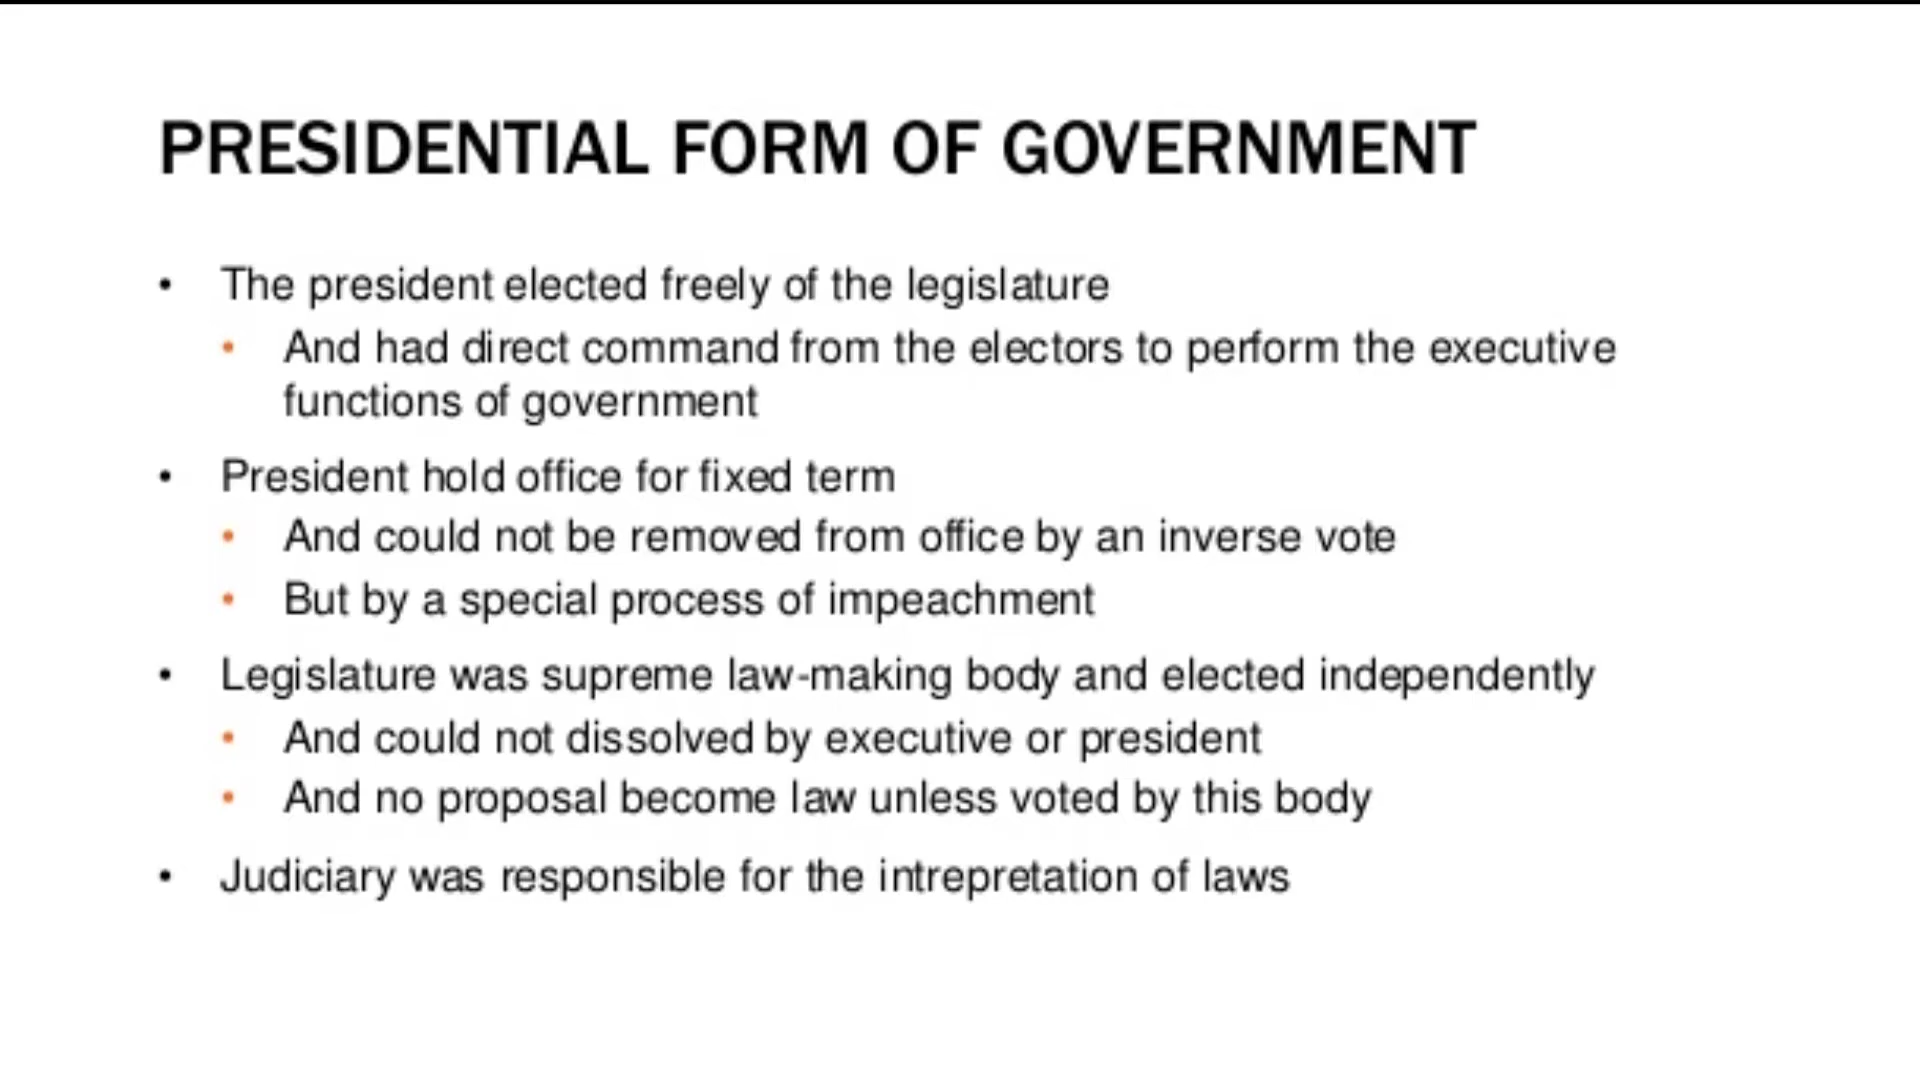 PRESIDENTIAL FORM OF GOVERNMENT
• The president elected freely of the legislature
• And had direct command from the electors to perform the executive
functions of government
• President hold office for fixed term
• And could not be removed from office by an inverse vote
• But by a special process of impeachment
• Legislature was supreme law-making body and elected independently
• And could not dissolved by executive or president
• And no proposal become law unless voted by this body
• Judiciary was responsible for the intrepretation of laws